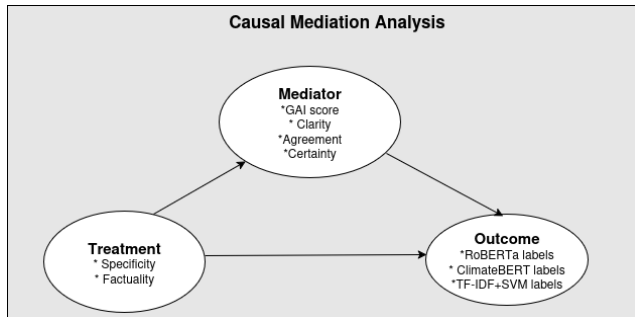 Causal Mediation Analysis
Mediator
*GAI score
* Clarity
*Agreement
*Certainty
Treatment
* Specificity
* Factuality
Outcome
*RoBERTa labels
* ClimateBERT labels
*TF-IDF+SVM labels